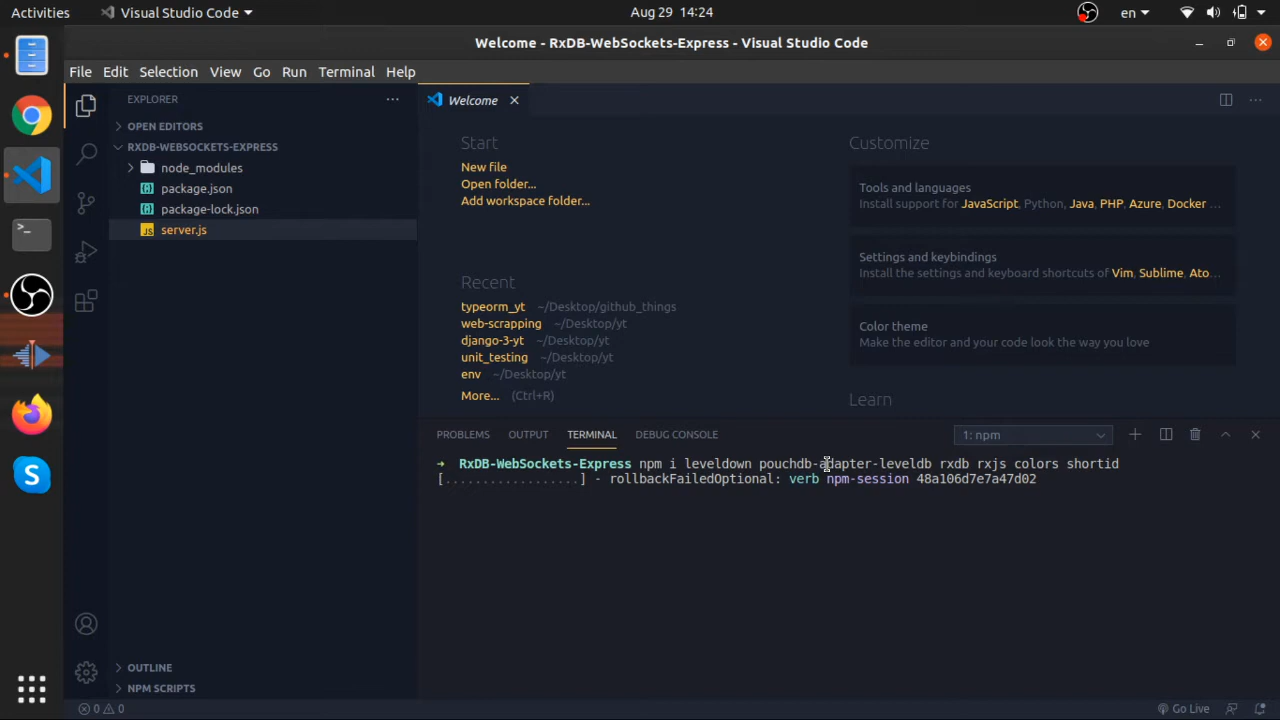 Activities
Visual Studio Code
Aug 29 14:24
en
Welcome - RxDB-WebSockets-Express - Visual Studio Code
File Edit Selection View Go Run Terminal Help
EXPLORER
OPEN EDITORS
RXDB-WEBSOCKETS-EXPRESS
node_modules
package.json
package-lock.json
JS server.js
OUTLINE
NPM SCRIPTS
Welcome
Start
New file
Open folder...
Add workspace folder...
Recent
typeorm_yt ~/Desktop/github_things
web-scrapping ~/Desktop/yt
django-3-yt ~/Desktop/yt
unit_testing ~/Desktop/yt
env ~/Desktop/yt
More... (Ctrl+R)
Customize
Tools and languages
Install support for JavaScript, Python, Java, PHP, Azure, Docker ...
Settings and keybindings
Install the settings and keyboard shortcuts of Vim, Sublime, Ato...
Color theme
Make the editor and your code look the way you love
Learn
PROBLEMS OUTPUT TERMINAL DEBUG CONSOLE
1: npm
➜ RxDB-WebSockets-Express npm i leveldown pouchdb-adapter-leveldb rxdb rxjs colors shortid
[..................] - rollbackFailedOptional: verb npm-session 48a106d7e7a47d02
0 0
Go Live